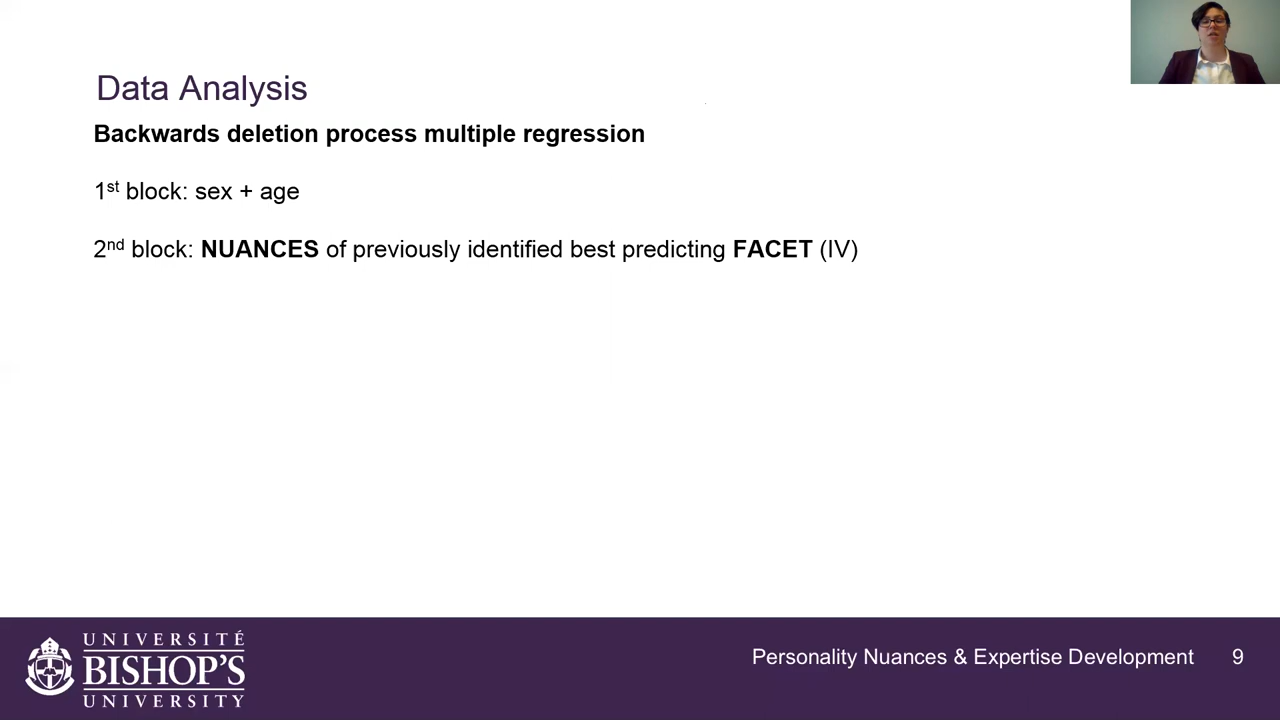 Data Analysis
Backwards deletion process multiple regression
1st block: sex + age
2nd block: NUANCES of previously identified best predicting FACET (IV)
UNIVERSITÉ
BISHOP'S
UNIVERSITY
Personality Nuances & Expertise Development 9